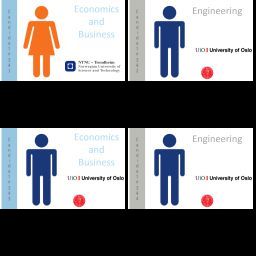 Economics
and
Business
NTNU – Trondheim
Norwegian University of
Science and Technology
Engineering
UiO University of Oslo
Economics
and
Business
UiO University of Oslo
Engineering
UiO University of Oslo